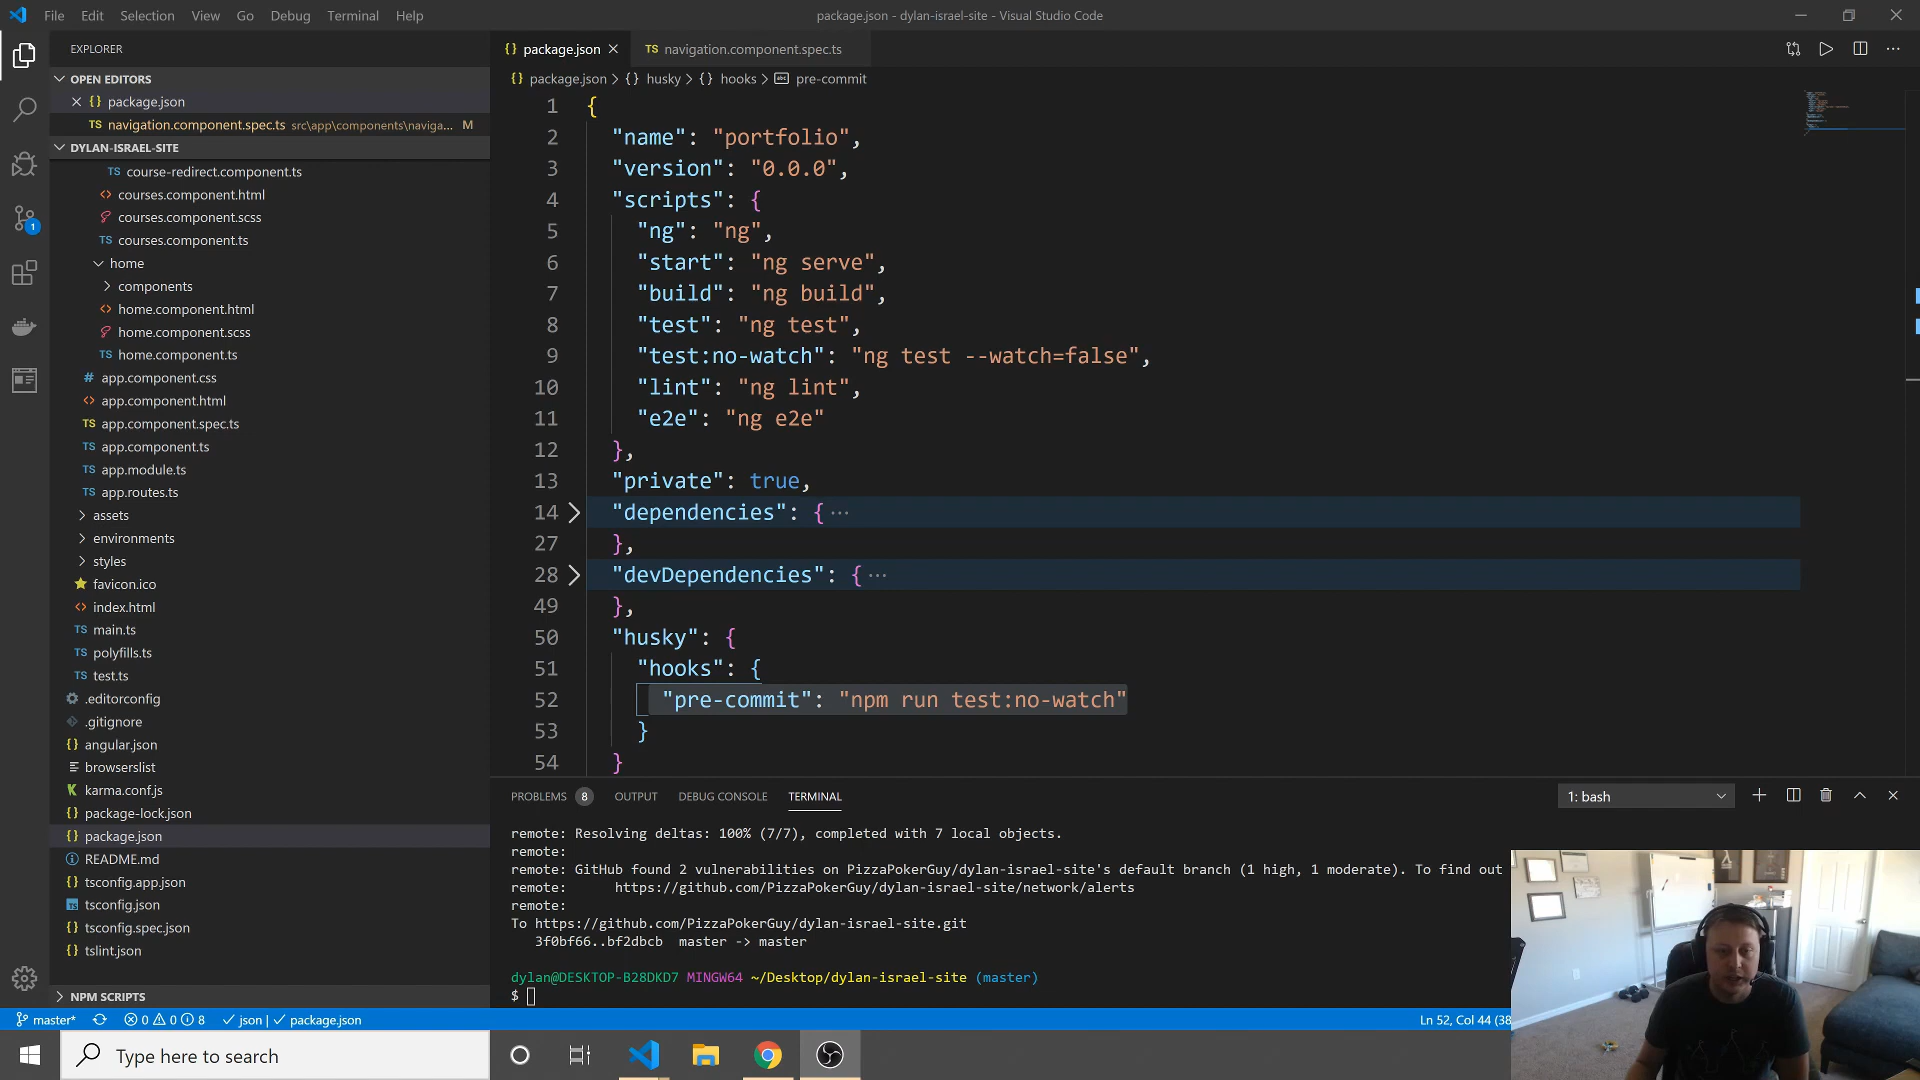 File Edit Selection View Go Debug Terminal Help
package.json - dylan-israel-site - Visual Studio Code
EXPLORER
OPEN EDITORS
package.json
TS navigation.component.spec.ts src\app\components\naviga... M
DYLAN-ISRAEL-SITE
TS course-redirect.component.ts
courses.component.html
courses.component.scss
TS courses.component.ts
home
components
home.component.html
home.component.scss
TS home.component.ts
# app.component.css
app.component.html
TS app.component.spec.ts
TS app.component.ts
TS app.module.ts
TS app.routes.ts
assets
environments
styles
favicon.ico
index.html
TS main.ts
TS polyfills.ts
TS test.ts
.editorconfig
.gitignore
{} angular.json
browserslist
karma.conf.js
{} package-lock.json
{} package.json
README.md
{} tsconfig.app.json
tsconfig.json
{} tsconfig.spec.json
{} tslint.json
NPM SCRIPTS
{} package.json
TS navigation.component.spec.ts
{} package.json > {} husky > {} hooks > abc pre-commit
1 {
2 "name": "portfolio",
3 "version": "0.0.0",
4 "scripts": {
5 "ng": "ng",
6 "start": "ng serve",
7 "build": "ng build",
8 "test": "ng test",
9 "test:no-watch": "ng test --watch=false",
10 "lint": "ng lint",
11 "e2e": "ng e2e"
12 },
13 "private": true,
14 "dependencies": { ...
27 },
28 "devDependencies": { ...
49 },
50 "husky": {
51 "hooks": {
52 "pre-commit": "npm run test:no-watch"
53 }
54 }
PROBLEMS 8 OUTPUT DEBUG CONSOLE TERMINAL
1: bash
remote: Resolving deltas: 100% (7/7), completed with 7 local objects.
remote:
remote: GitHub found 2 vulnerabilities on PizzaPokerGuy/dylan-israel-site's default branch (1 high, 1 moderate). To find out
remote: https://github.com/PizzaPokerGuy/dylan-israel-site/network/alerts
remote:
To https://github.com/PizzaPokerGuy/dylan-israel-site.git
3f0bf66..bf2dbcb master -> master
dylan@DESKTOP-B28DKD7 MINGW64 ~/Desktop/dylan-israel-site (master)
$
1
master* 0 0 8 json | package.json
Ln 52, Col 44 (38
Type here to search